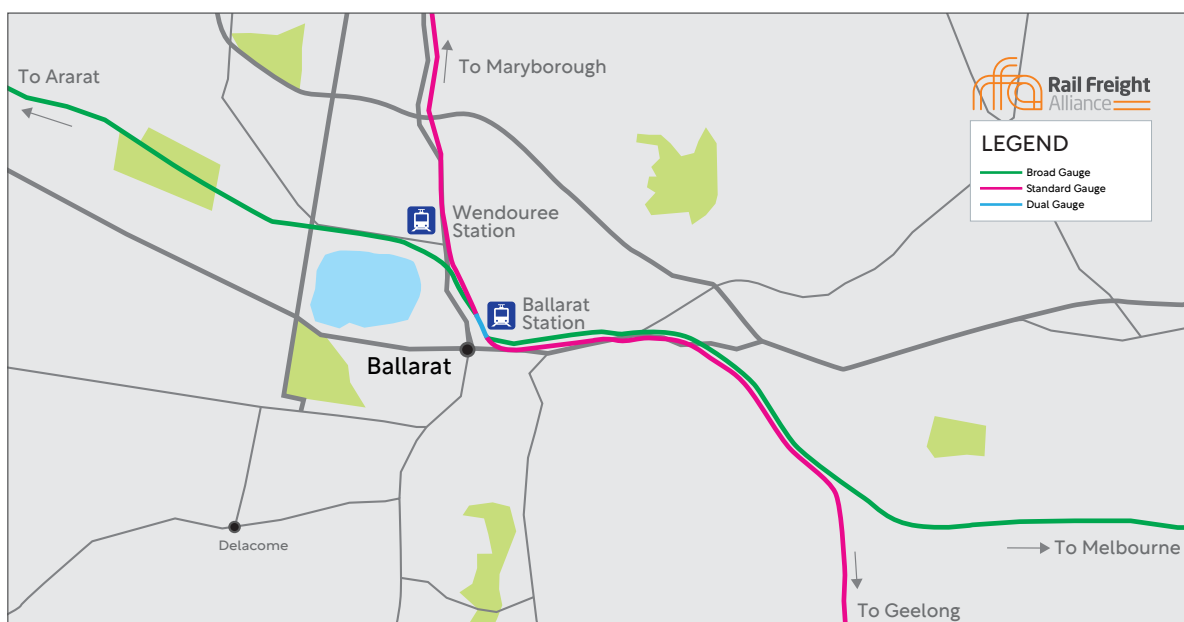 To Ararat
To Maryborough
Rail Freight
Alliance
LEGEND
Broad Gauge
Standard Gauge
Dual Gauge
Wendouree
Station
Ballarat
Station
Ballarat
Delacome
To Melbourne
To Geelong